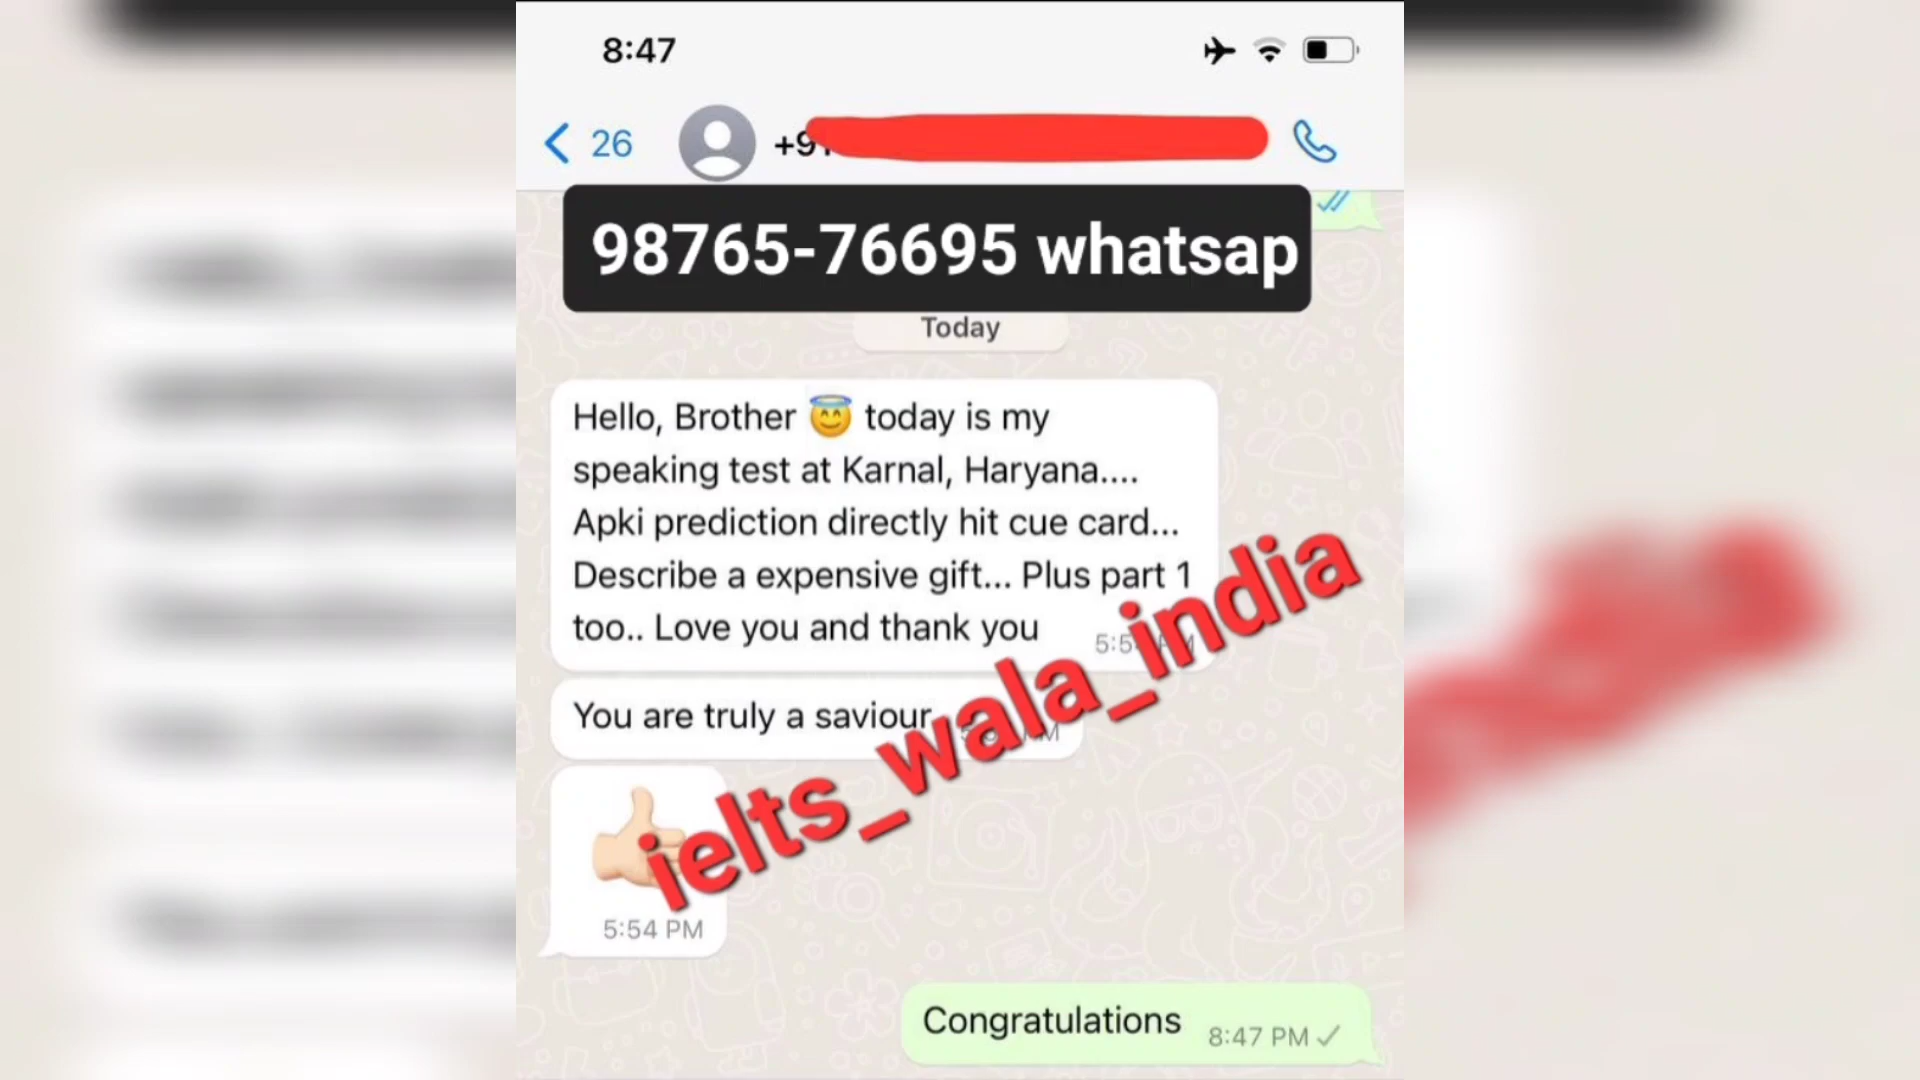 8:47
26
98765-76695 whatsap
Today
Hello, Brother 😇 today is my
speaking test at Karnal, Haryana....
Apki prediction directly hit cue card...
Describe a expensive gift... Plus part 1
too.. Love you and thank you
You are truly a saviour
ielts_wala_india
5:54 PM
Congratulations 8:47 PM